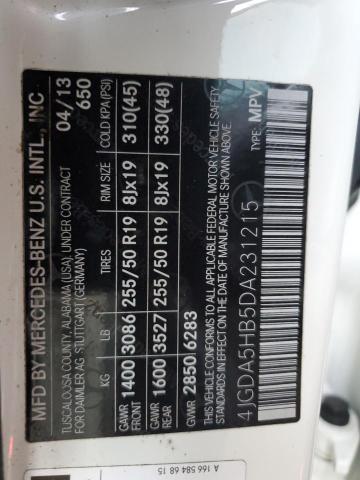 MFD BY MERCEDES-BENZ U.S. INTL., INC.
TUSCALOOSA COUNTY, ALABAMA (USA), UNDER CONTRACT
FOR DAIMLER AG, STUTTGART (GERMANY)
04/13
650
KG LB TIRES RIM SIZE COLD KPA(PSI)
GAWR FRONT 1400 3086 255/50 R19 8Jx19 310(45)
GAWR REAR 1600 3527 255/50 R19 8Jx19 330(48)
GVWR 2850 6283
THIS VEHICLE CONFORMS TO ALL APPLICABLE FEDERAL MOTOR VEHICLE SAFETY
STANDARDS IN EFFECT ON THE DATE OF MANUFACTURE SHOWN ABOVE.
4JGDA5HB5DA231215 TYPE: MPV
A 166 584 68 15